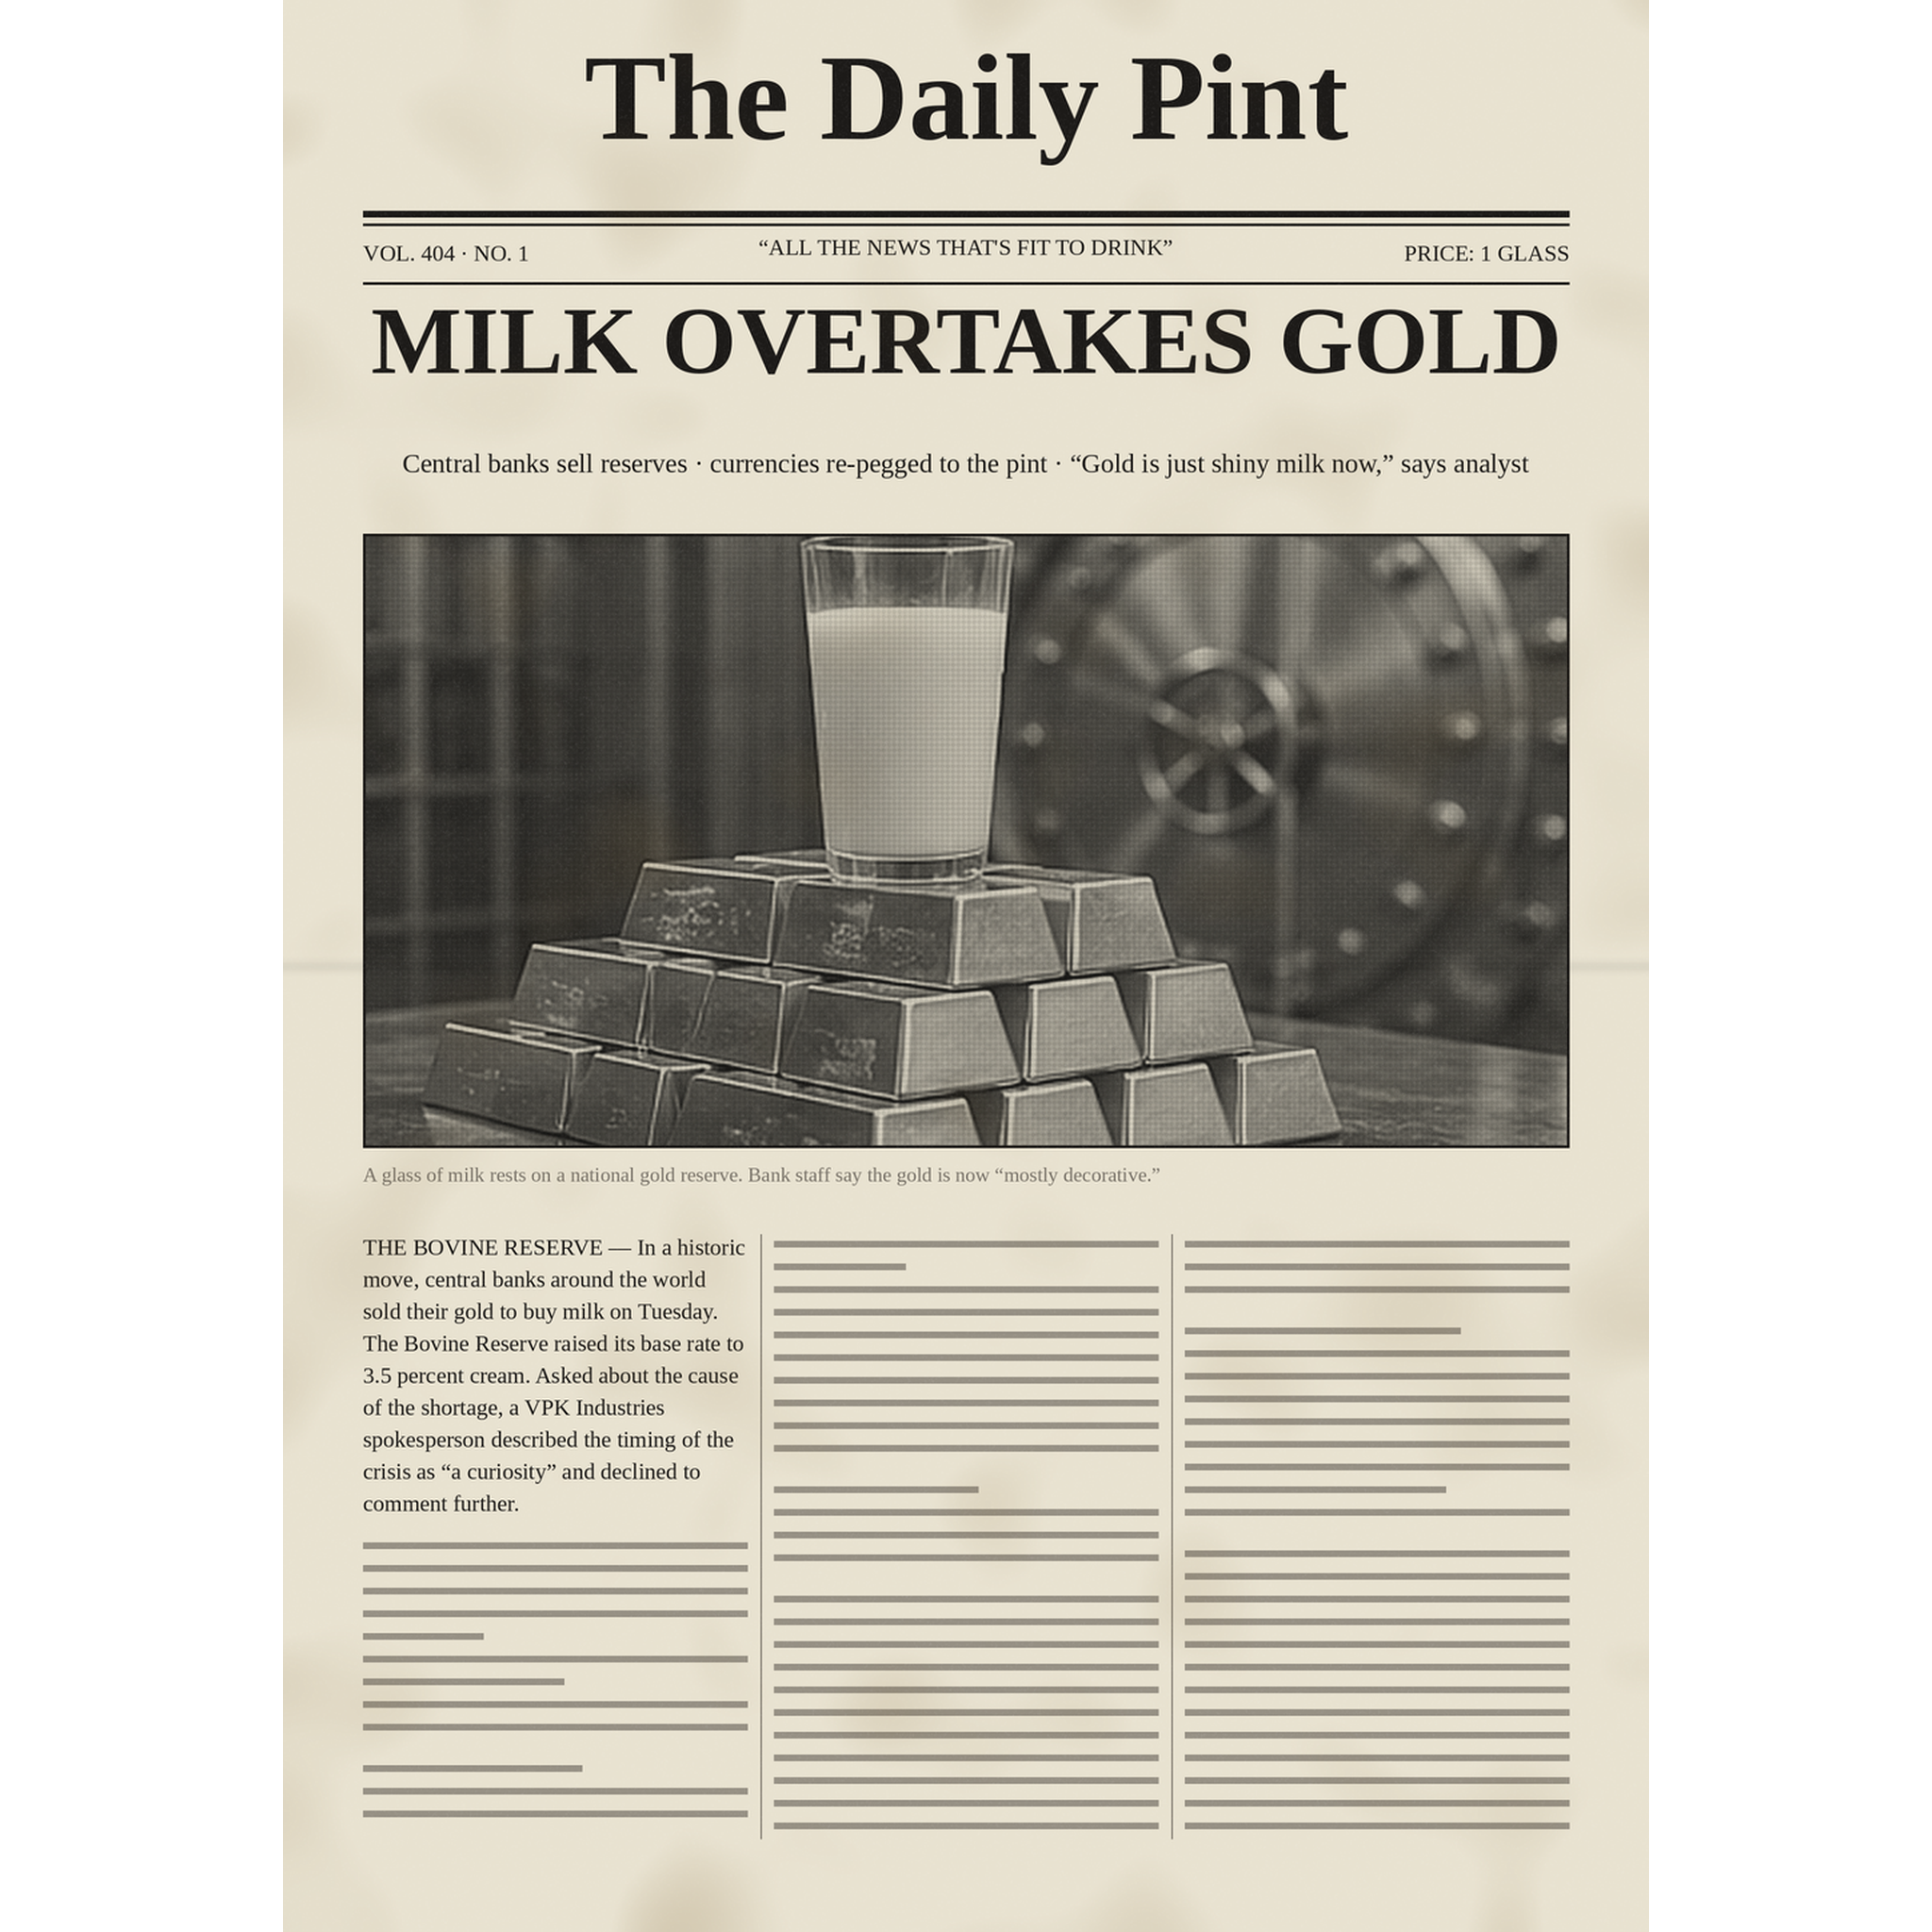 The Daily Pint
VOL. 404 · NO. 1
“ALL THE NEWS THAT'S FIT TO DRINK”
PRICE: 1 GLASS
MILK OVERTAKES GOLD
Central banks sell reserves · currencies re-pegged to the pint · “Gold is just shiny milk now,” says analyst
A glass of milk rests on a national gold reserve. Bank staff say the gold is now “mostly decorative.”
THE BOVINE RESERVE — In a historic
move, central banks around the world
sold their gold to buy milk on Tuesday.
The Bovine Reserve raised its base rate to
3.5 percent cream. Asked about the cause
of the shortage, a VPK Industries
spokesperson described the timing of the
crisis as “a curiosity” and declined to
comment further.